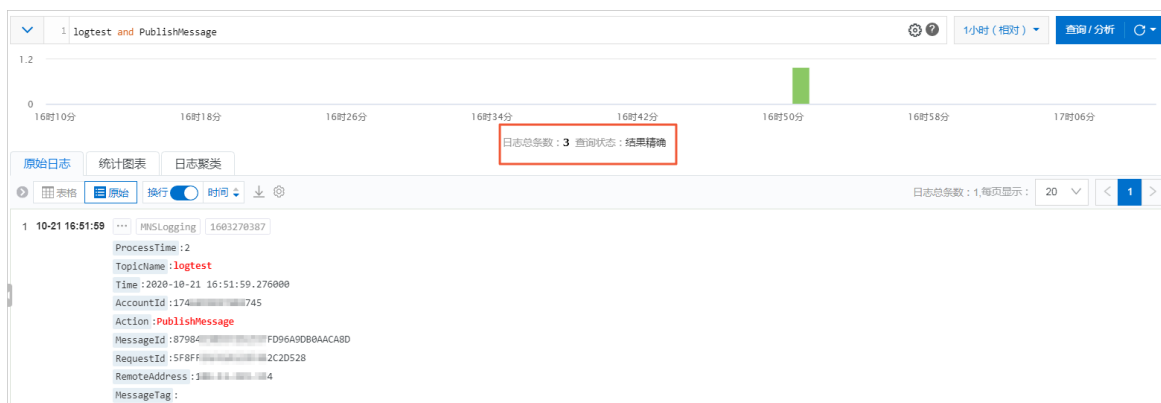 1 logtest and PublishMessage 1小时(相对) 查询/分析
1.2
0
16时10分 16时18分 16时26分 16时34分 16时42分 16时50分 16时58分 17时06分
日志总条数:3 查询状态:结果精确
原始日志 统计图表 日志聚类
表格 原始 换行 时间 日志总条数:1,每页显示: 20 < 1 >
1 10-21 16:51:59 ... MNSLogging 1603270387
ProcessTime :2
TopicName :logtest
Time :2020-10-21 16:51:59.276000
AccountId :174 745
Action :PublishMessage
MessageId :87984 FD96A9DB0AACA8D
RequestId :5F8FF 2C2D528
RemoteAddress :1 4
MessageTag :